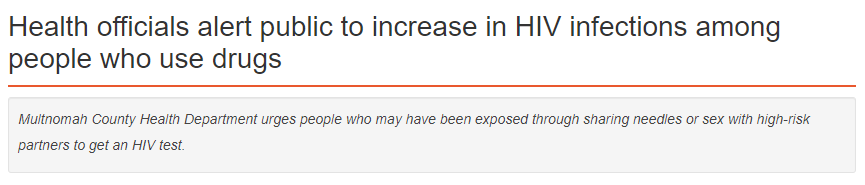 Health officials alert public to increase in HIV infections among
people who use drugs
Multnomah County Health Department urges people who may have been exposed through sharing needles or sex with high-risk
partners to get an HIV test.